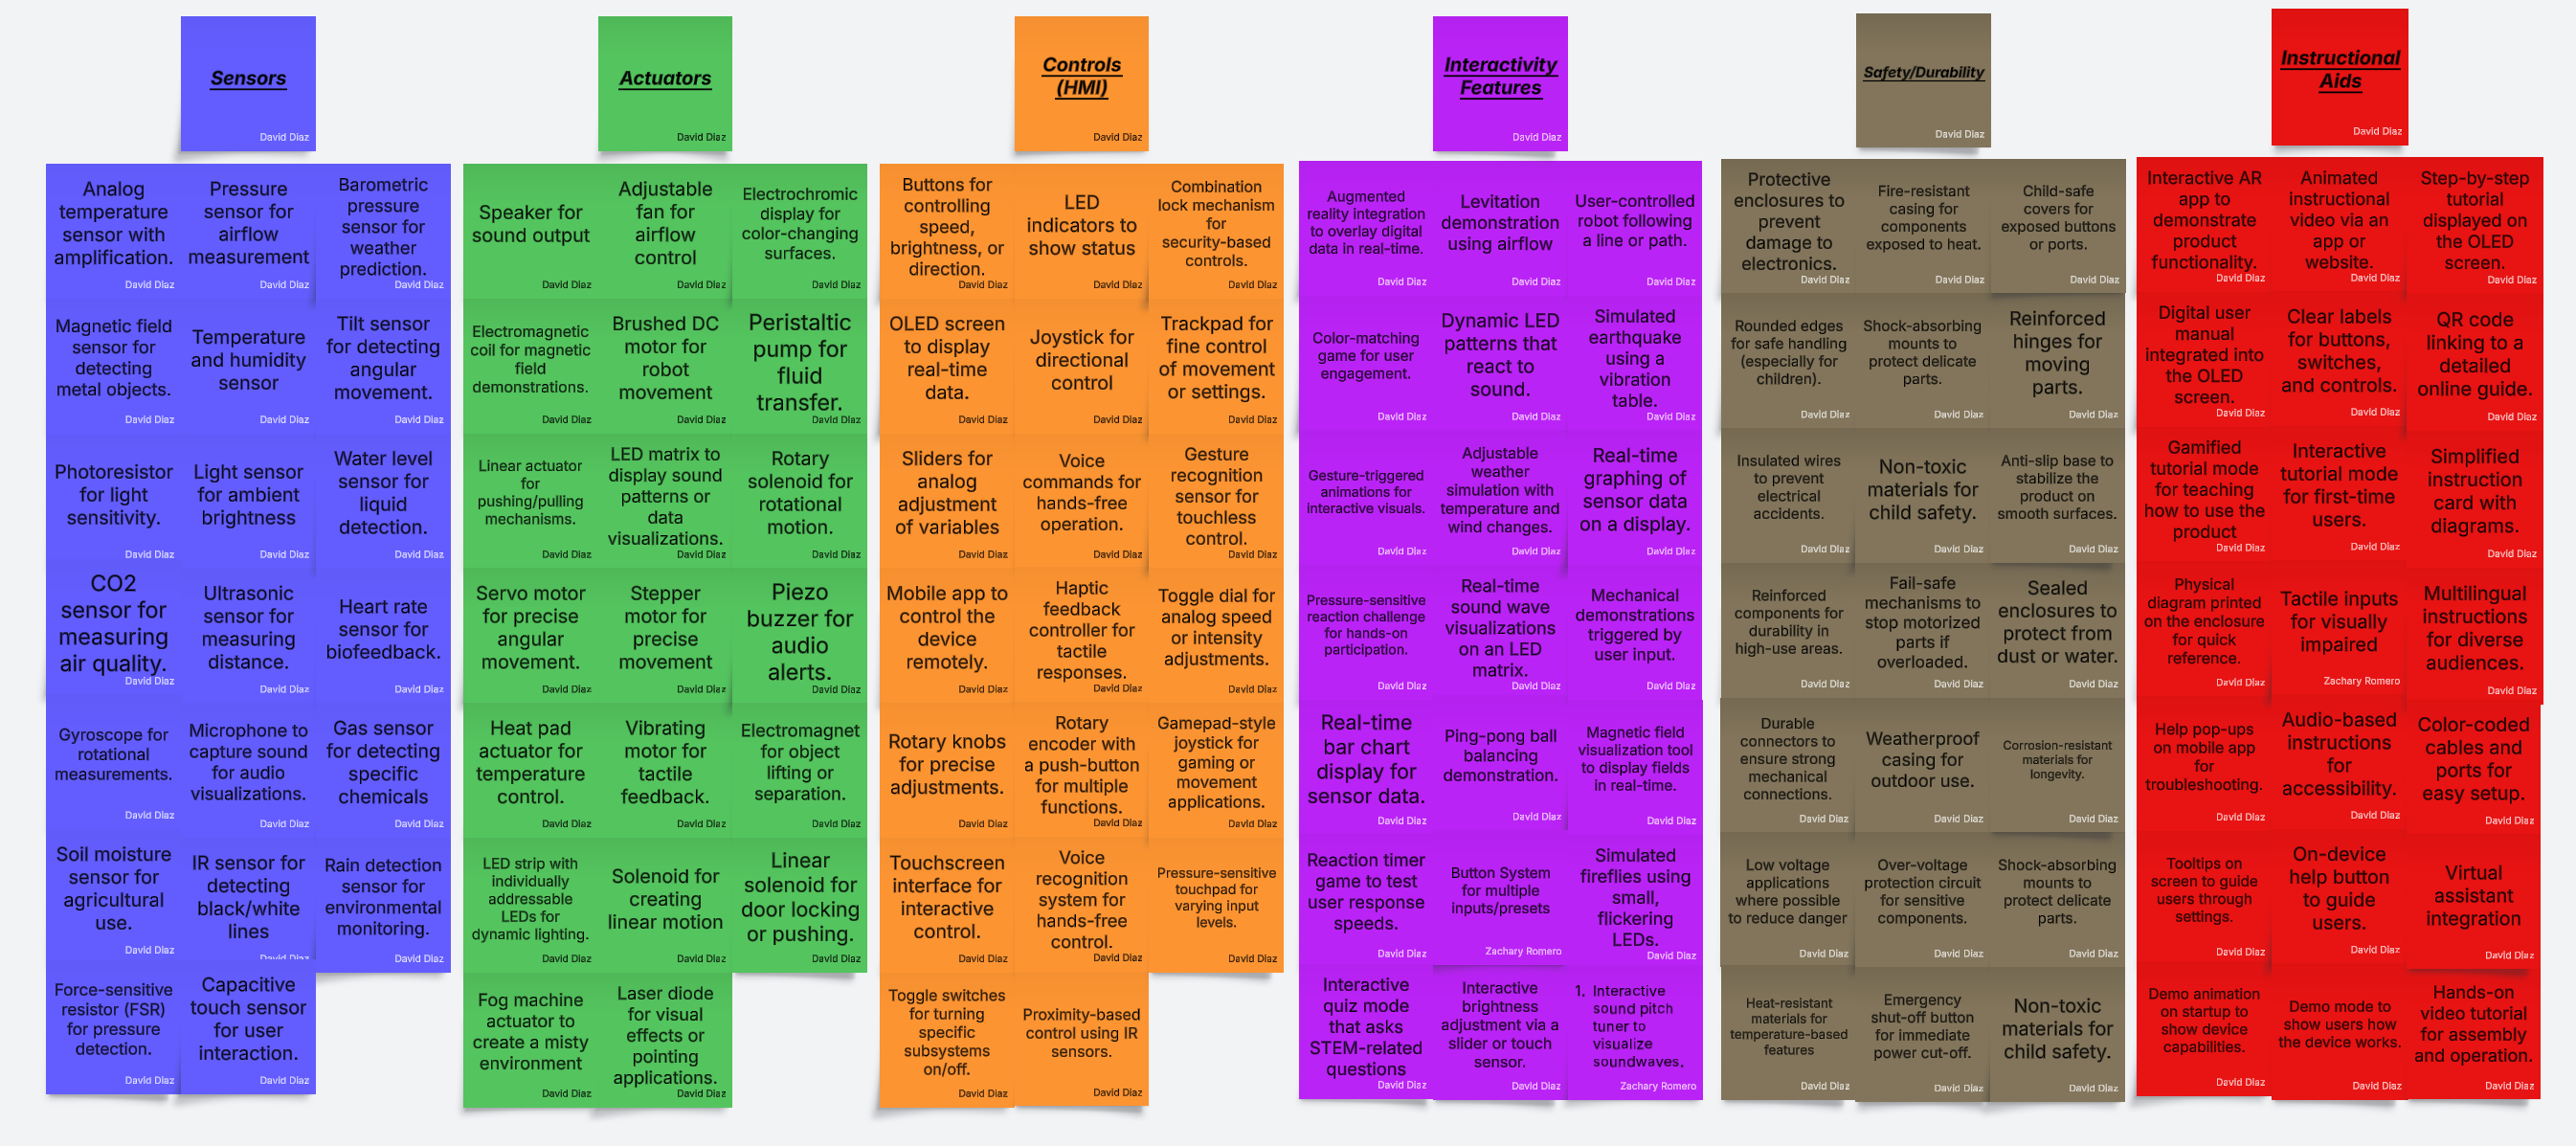 Sensors
David Diaz
Analog
temperature
sensor with
amplification.
David Diaz
Pressure
sensor for
airflow
measurement
David Diaz
Barometric
pressure
sensor for
weather
prediction.
David Diaz
Magnetic field
sensor for
detecting
metal objects.
David Diaz
Temperature
and humidity
sensor
David Diaz
Tilt sensor
for detecting
angular
movement.
David Diaz
Photoresistor
for light
sensitivity.
David Diaz
Light sensor
for ambient
brightness
David Diaz
Water level
sensor for
liquid
detection.
David Diaz
CO2
sensor for
measuring
air quality.
David Diaz
Ultrasonic
sensor for
measuring
distance.
David Diaz
Heart rate
sensor for
biofeedback.
David Diaz
Gyroscope for
rotational
measurements.
David Diaz
Microphone to
capture sound
for audio
visualizations.
David Diaz
Gas sensor
for detecting
specific
chemicals
David Diaz
Soil moisture
sensor for
agricultural
use.
David Diaz
IR sensor for
detecting
black/white
lines
David Diaz
Rain detection
sensor for
environmental
monitoring.
David Diaz
Force-sensitive
resistor (FSR)
for pressure
detection.
David Diaz
Capacitive
touch sensor
for user
interaction.
David Diaz
Actuators
David Diaz
Speaker for
sound output
David Diaz
Adjustable
fan for
airflow
control
David Diaz
Electrochromic
display for
color-changing
surfaces.
David Diaz
Electromagnetic
coil for magnetic
field
demonstrations.
David Diaz
Brushed DC
motor for
robot
movement
David Diaz
Peristaltic
pump for
fluid
transfer.
David Diaz
Linear actuator
for
pushing/pulling
mechanisms.
David Diaz
LED matrix to
display sound
patterns or
data
visualizations.
David Diaz
Rotary
solenoid for
rotational
motion.
David Diaz
Servo motor
for precise
angular
movement.
David Diaz
Stepper
motor for
precise
movement
David Diaz
Piezo
buzzer for
audio
alerts.
David Diaz
Heat pad
actuator for
temperature
control.
David Diaz
Vibrating
motor for
tactile
feedback.
David Diaz
Electromagnet
for object
lifting or
separation.
David Diaz
LED strip with
individually
addressable
LEDs for
dynamic lighting.
David Diaz
Solenoid for
creating
linear motion
David Diaz
Linear
solenoid for
door locking
or pushing.
David Diaz
Fog machine
actuator to
create a misty
environment
David Diaz
Laser diode
for visual
effects or
pointing
applications.
David Diaz
Controls
(HMI)
David Diaz
Buttons for
controlling
speed,
brightness, or
direction.
David Diaz
LED
indicators to
show status
David Diaz
Combination
lock mechanism
for
security-based
controls.
David Diaz
OLED screen
to display
real-time
data.
David Diaz
Joystick for
directional
control
David Diaz
Trackpad for
fine control
of movement
or settings.
David Diaz
Sliders for
analog
adjustment
of variables
David Diaz
Voice
commands for
hands-free
operation.
David Diaz
Gesture
recognition
sensor for
touchless
control.
David Diaz
Mobile app to
control the
device
remotely.
David Diaz
Haptic
feedback
controller for
tactile
responses.
David Diaz
Toggle dial for
analog speed
or intensity
adjustments.
David Diaz
Rotary knobs
for precise
adjustments.
David Diaz
Rotary
encoder with
a push-button
for multiple
functions.
David Diaz
Gamepad-style
joystick for
gaming or
movement
applications.
David Diaz
Touchscreen
interface for
interactive
control.
David Diaz
Voice
recognition
system for
hands-free
control.
David Diaz
Pressure-sensitive
touchpad for
varying input
levels.
David Diaz
Toggle switches
for turning
specific
subsystems
on/off.
David Diaz
Proximity-based
control using IR
sensors.
David Diaz
Interactivity
Features
David Diaz
Augmented
reality integration
to overlay digital
data in real-time.
David Diaz
Levitation
demonstration
using airflow
David Diaz
User-controlled
robot following
a line or path.
David Diaz
Color-matching
game for user
engagement.
David Diaz
Dynamic LED
patterns that
react to
sound.
David Diaz
Simulated
earthquake
using a
vibration
table.
David Diaz
Gesture-triggered
animations for
interactive visuals.
David Diaz
Adjustable
weather
simulation with
temperature and
wind changes.
David Diaz
Real-time
graphing of
sensor data
on a display.
David Diaz
Pressure-sensitive
reaction challenge
for hands-on
participation.
David Diaz
Real-time
sound wave
visualizations
on an LED
matrix.
David Diaz
Mechanical
demonstrations
triggered by
user input.
David Diaz
Real-time
bar chart
display for
sensor data.
David Diaz
Ping-pong ball
balancing
demonstration.
David Diaz
Magnetic field
visualization tool
to display fields
in real-time.
David Diaz
Reaction timer
game to test
user response
speeds.
David Diaz
Button System
for multiple
inputs/presets
Zachary Romero
Simulated
fireflies using
small,
flickering
LEDs.
David Diaz
Interactive
quiz mode
that asks
STEM-related
questions
David Diaz
Interactive
brightness
adjustment via a
slider or touch
sensor.
David Diaz
1. Interactive
sound pitch
tuner to
visualize
soundwaves.
Zachary Romero
Safety/Durability
David Diaz
Protective
enclosures to
prevent
damage to
electronics.
David Diaz
Fire-resistant
casing for
components
exposed to heat.
David Diaz
Child-safe
covers for
exposed buttons
or ports.
David Diaz
Rounded edges
for safe handling
(especially for
children).
David Diaz
Shock-absorbing
mounts to
protect delicate
parts.
David Diaz
Reinforced
hinges for
moving
parts.
David Diaz
Insulated wires
to prevent
electrical
accidents.
David Diaz
Non-toxic
materials for
child safety.
David Diaz
Anti-slip base to
stabilize the
product on
smooth surfaces.
David Diaz
Reinforced
components for
durability in
high-use areas.
David Diaz
Fail-safe
mechanisms to
stop motorized
parts if
overloaded.
David Diaz
Sealed
enclosures to
protect from
dust or water.
David Diaz
Durable
connectors to
ensure strong
mechanical
connections.
David Diaz
Weatherproof
casing for
outdoor use.
David Diaz
Corrosion-resistant
materials for
longevity.
David Diaz
Low voltage
applications
where possible
to reduce danger
David Diaz
Over-voltage
protection circuit
for sensitive
components.
David Diaz
Shock-absorbing
mounts to
protect delicate
parts.
David Diaz
Heat-resistant
materials for
temperature-based
features
David Diaz
Emergency
shut-off button
for immediate
power cut-off.
David Diaz
Non-toxic
materials for
child safety.
David Diaz
Instructional
Aids
David Diaz
Interactive AR
app to
demonstrate
product
functionality.
David Diaz
Animated
instructional
video via an
app or
website.
David Diaz
Step-by-step
tutorial
displayed on
the OLED
screen.
David Diaz
Digital user
manual
integrated into
the OLED
screen.
David Diaz
Clear labels
for buttons,
switches,
and controls.
David Diaz
QR code
linking to a
detailed
online guide.
David Diaz
Gamified
tutorial mode
for teaching
how to use the
product
David Diaz
Interactive
tutorial mode
for first-time
users.
David Diaz
Simplified
instruction
card with
diagrams.
David Diaz
Physical
diagram printed
on the enclosure
for quick
reference.
David Diaz
Tactile inputs
for visually
impaired
Zachary Romero
Multilingual
instructions
for diverse
audiences.
David Diaz
Help pop-ups
on mobile app
for
troubleshooting.
David Diaz
Audio-based
instructions
for
accessibility.
David Diaz
Color-coded
cables and
ports for
easy setup.
David Diaz
Tooltips on
screen to guide
users through
settings.
David Diaz
On-device
help button
to guide
users.
David Diaz
Virtual
assistant
integration
David Diaz
Demo animation
on startup to
show device
capabilities.
David Diaz
Demo mode to
show users how
the device works.
David Diaz
Hands-on
video tutorial
for assembly
and operation.
David Diaz